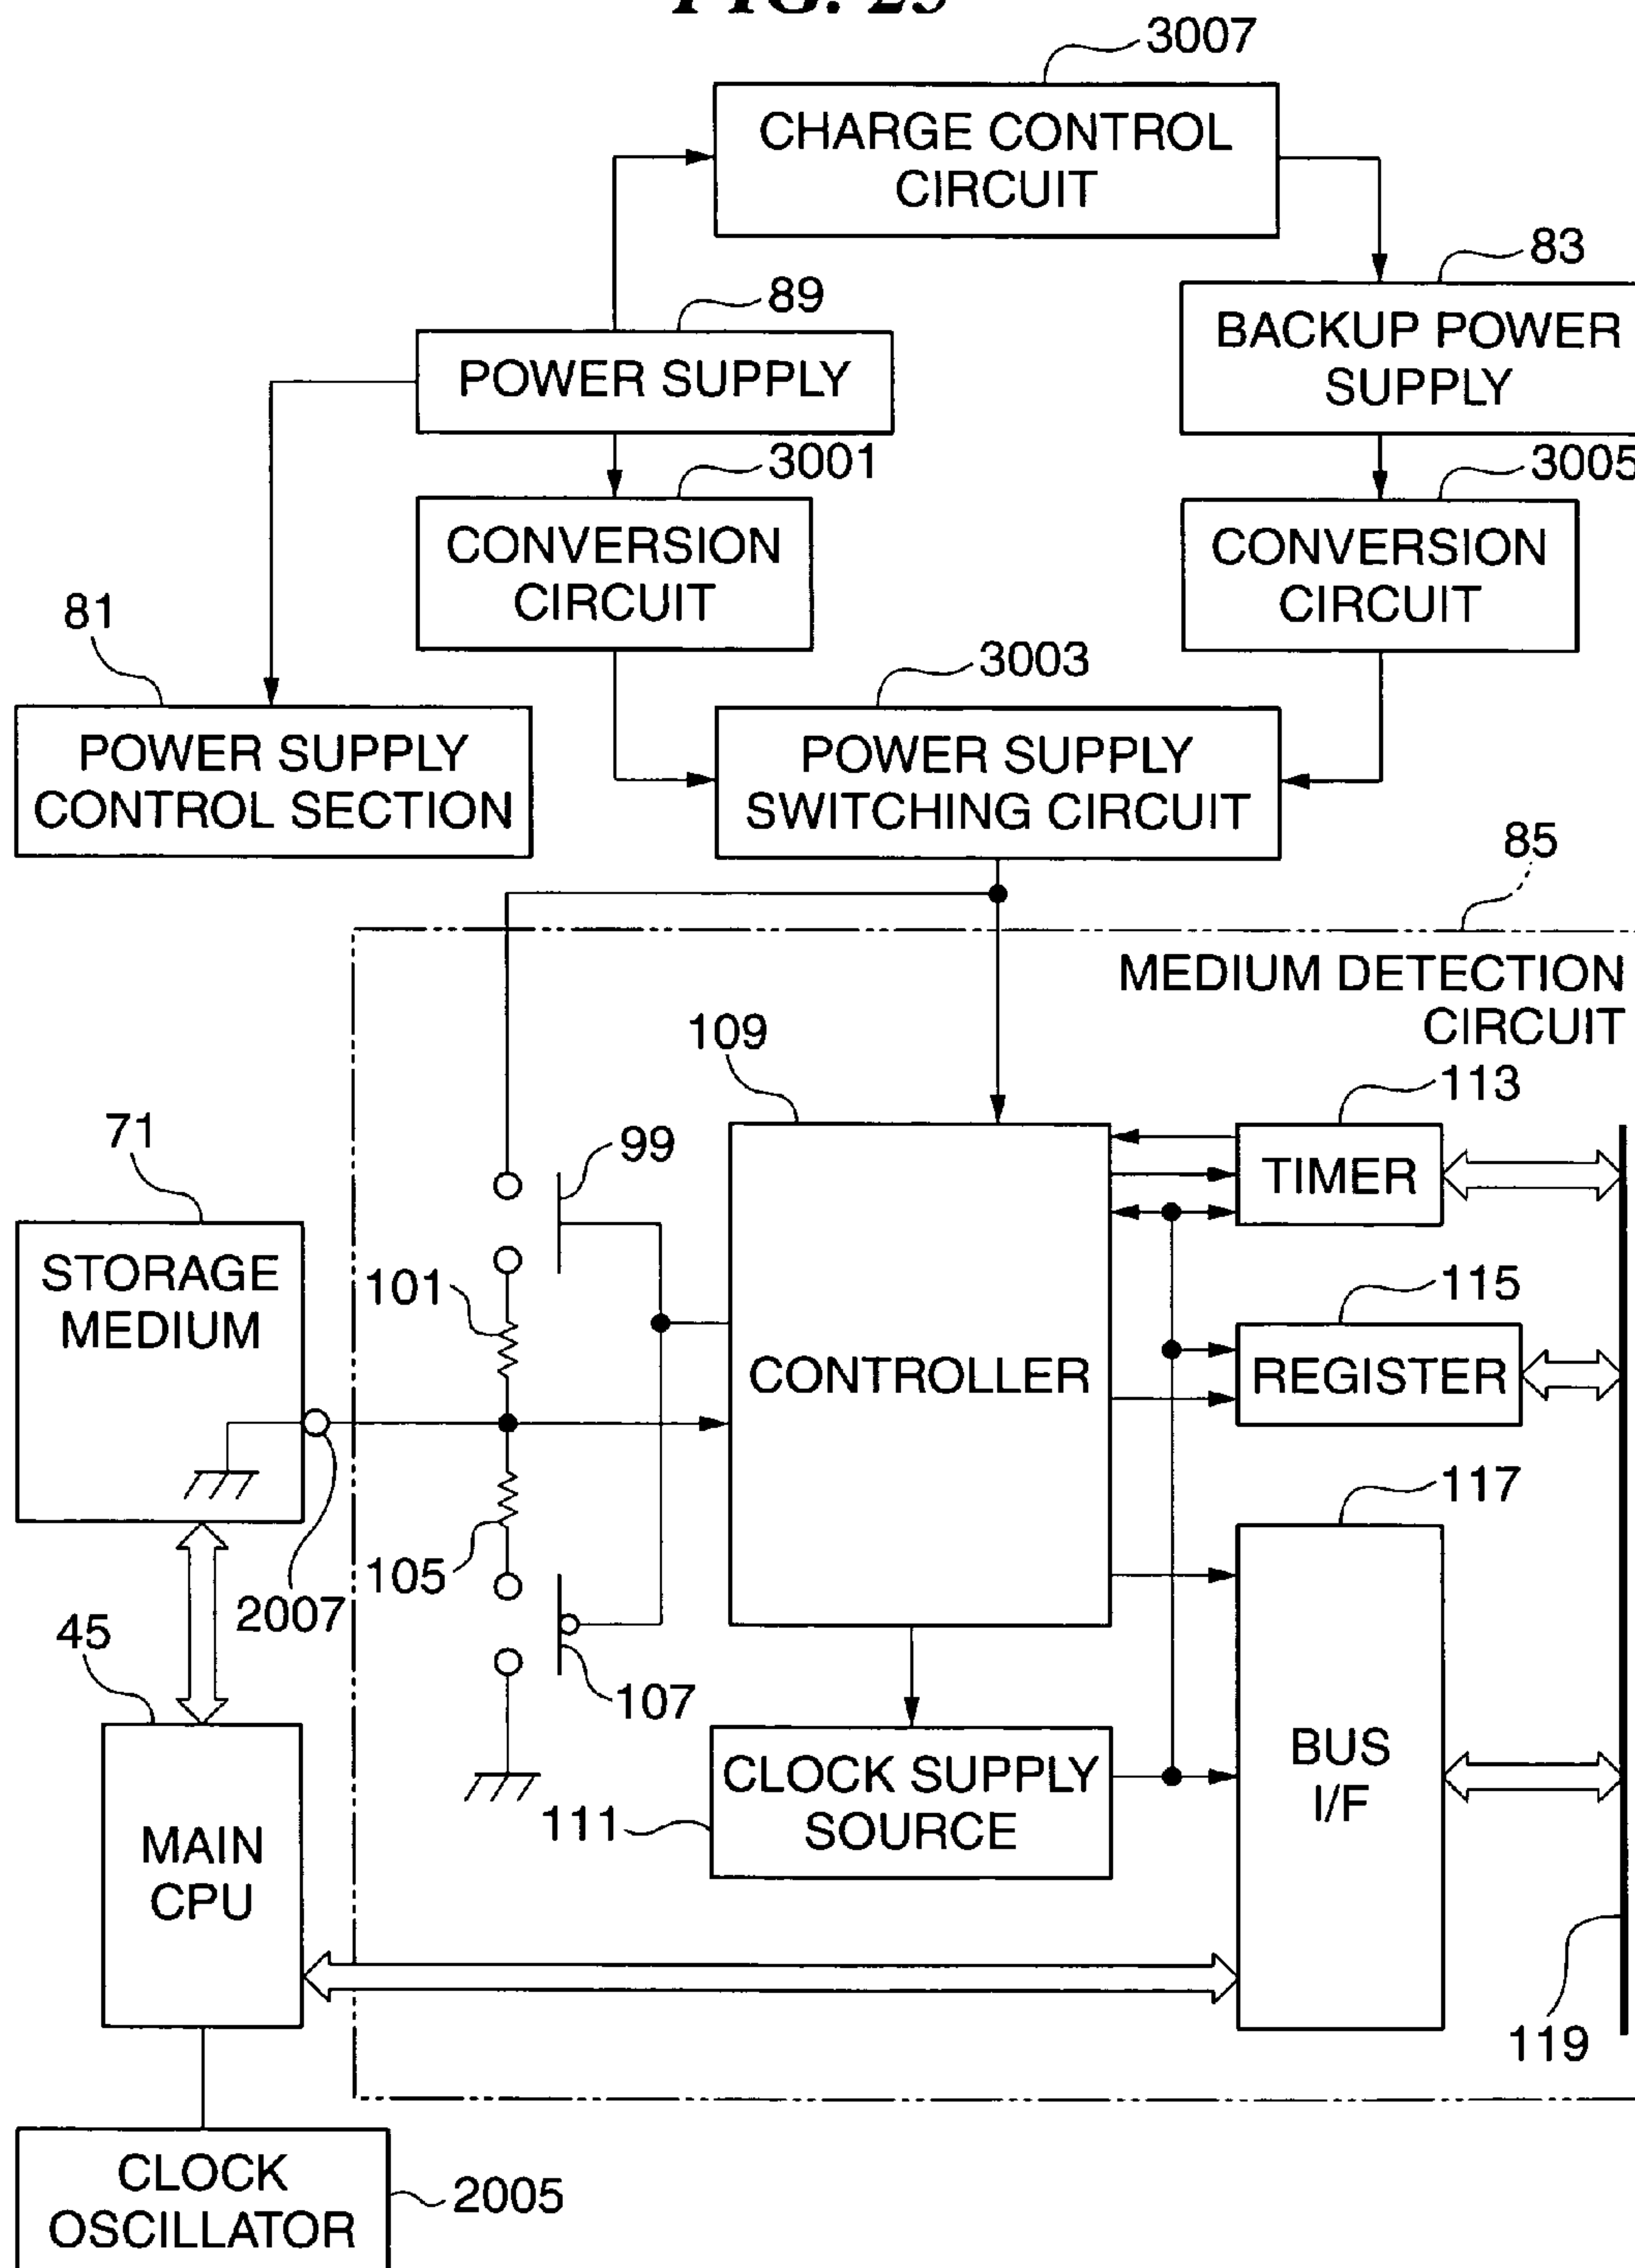 FIG. 25
3007
CHARGE CONTROL
CIRCUIT
83
89
BACKUP POWER
SUPPLY
POWER SUPPLY
3001
3005
CONVERSION
CIRCUIT
CONVERSION
CIRCUIT
81
3003
POWER SUPPLY
CONTROL SECTION
POWER SUPPLY
SWITCHING CIRCUIT
85
MEDIUM DETECTION
CIRCUIT
109
113
71
99
TIMER
STORAGE
MEDIUM
101
115
CONTROLLER
REGISTER
117
105
2007
45
107
CLOCK SUPPLY
SOURCE
111
BUS
I/F
MAIN
CPU
119
CLOCK
OSCILLATOR
2005